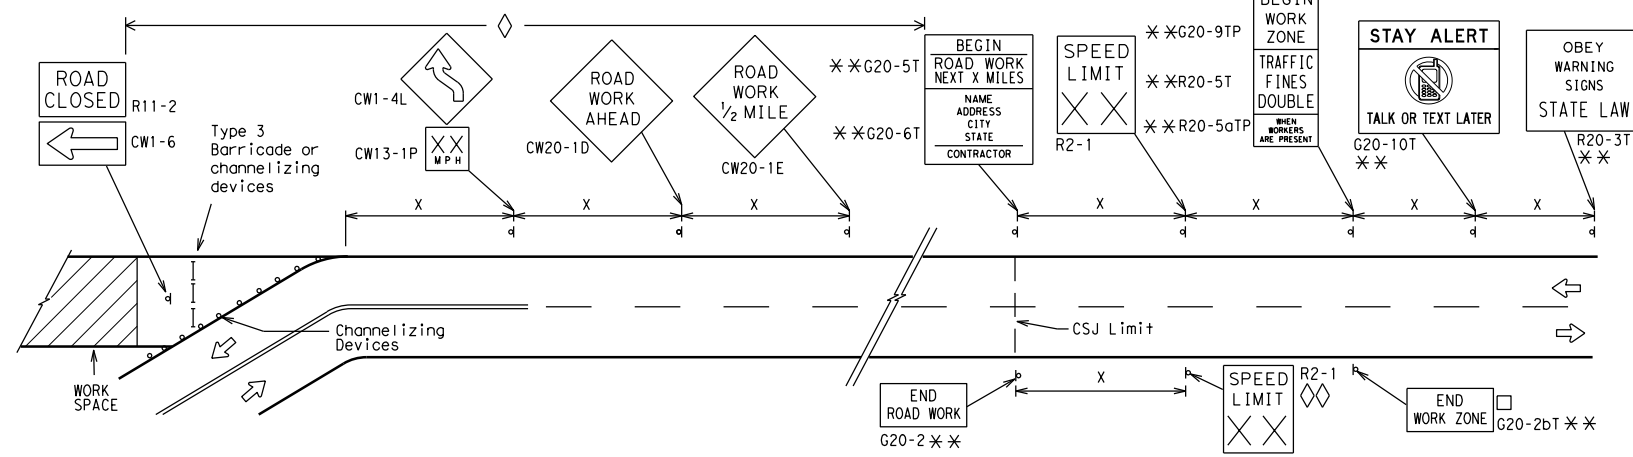 ROAD
CLOSED
R11-2
CW1-6
Type 3
Barricade or
channelizing
devices
CW1-4L
XX
MPH
CW13-1P
ROAD
WORK
AHEAD
CW20-1D
ROAD
WORK
1/2 MILE
CW20-1E
**G20-5T
BEGIN
ROAD WORK
NEXT X MILES
**G20-6T
NAME
ADDRESS
CITY
STATE
CONTRACTOR
SPEED
LIMIT
XX
R2-1
**G20-9TP
BEGIN
WORK
ZONE
**R20-5T
TRAFFIC
FINES
DOUBLE
**R20-5aTP
WHEN
WORKERS
ARE PRESENT
STAY ALERT
TALK OR TEXT LATER
G20-10T
**
OBEY
WARNING
SIGNS
STATE LAW
R20-3T
**
X
X
X
X
X
X
X
Channelizing
Devices
CSJ Limit
WORK
SPACE
END
ROAD WORK
G20-2 **
X
SPEED
LIMIT
XX
R2-1
END
WORK ZONE
G20-2bT **